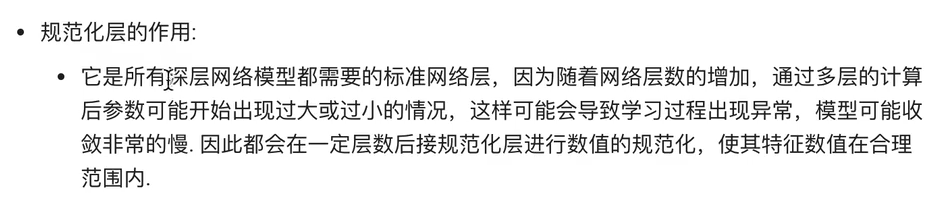 • 规范化层的作用:
• 它是所有深层网络模型都需要的标准网络层，因为随着网络层数的增加，通过多层的计算
后参数可能开始出现过大或过小的情况，这样可能会导致学习过程出现异常，模型可能收
敛非常的慢. 因此都会在一定层数后接规范化层进行数值的规范化，使其特征数值在合理
范围内.